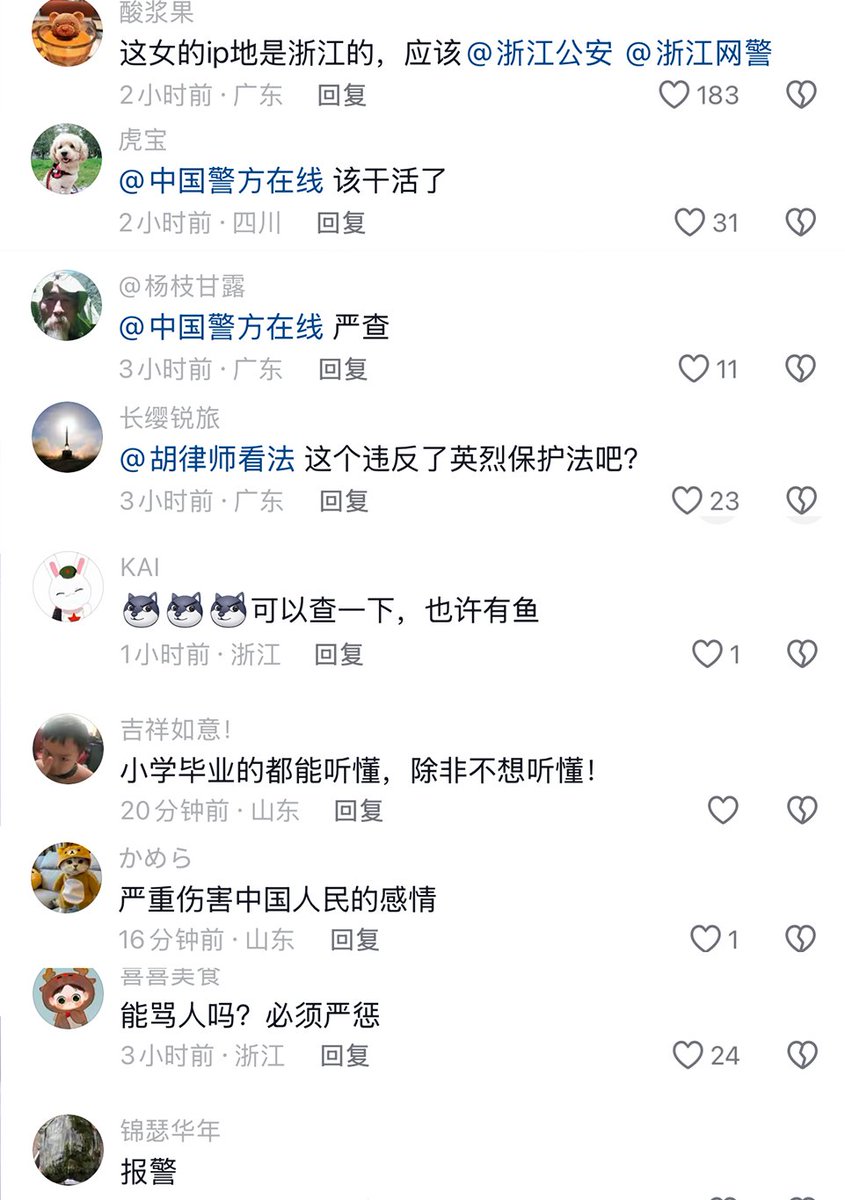 酸浆果
这女的ip地是浙江的，应该@浙江公安 @浙江网警
2小时前·广东 回复 183
虎宝
@中国警方在线 该干活了
2小时前·四川 回复 31
@杨枝甘露
@中国警方在线 严查
3小时前·广东 回复 11
长缨锐旅
@胡律师看法 这个违反了英烈保护法吧？
3小时前·广东 回复 23
KAI
可以查一下，也许有鱼
1小时前·浙江 回复 1
吉祥如意！
小学毕业的都能听懂，除非不想听懂！
20分钟前·山东 回复
かめら
严重伤害中国人民的感情
16分钟前·山东 回复 1
喜喜美食
能骂人吗？必须严惩
3小时前·浙江 回复 24
锦瑟华年
报警